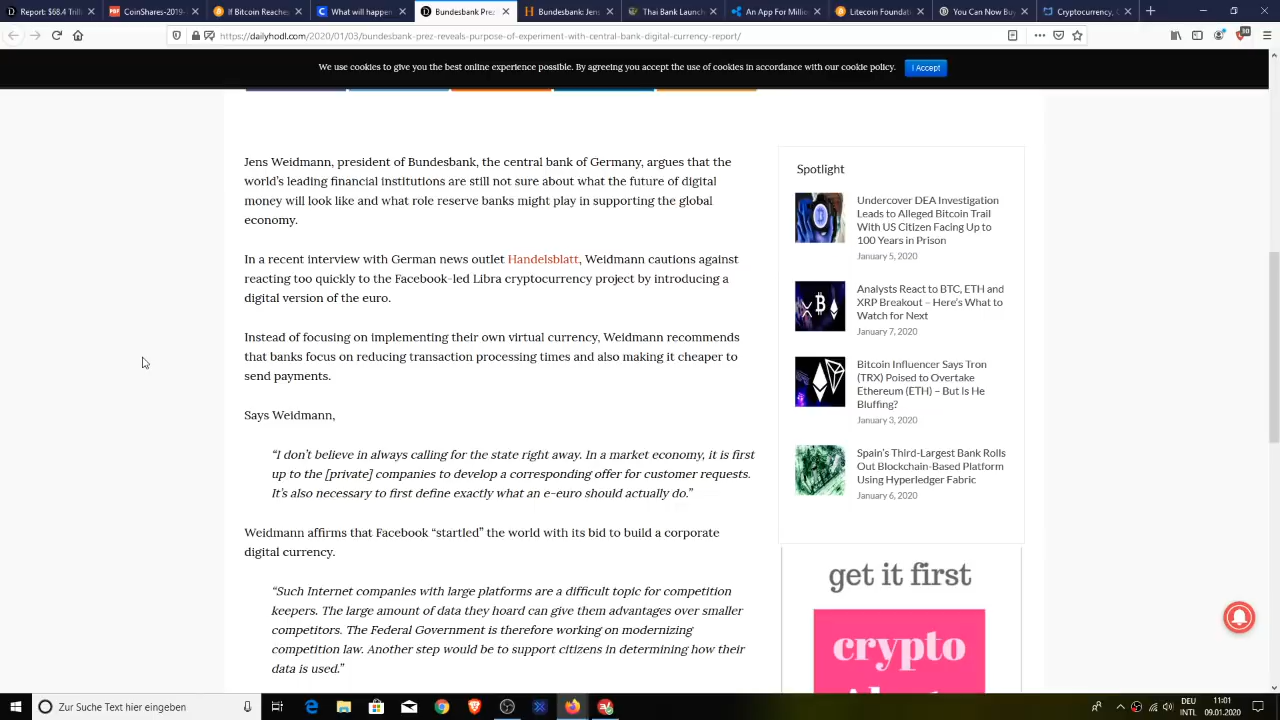 Report: $68.4 Trill
CoinShares-2019-
If Bitcoin Reaches
What Happens
Bundesbank Prez
Bundesbank: Jens
Thai Bank Launch
An App For Million
Litecoin Foundati
You Can Now Buy
Cryptocurrency,
https://dailyhodl.com/2020/01/03/bundesbank-prez-reveals-purpose-of-experiment-with-central-bank-digital-currency-report/
We use cookies to give you the best online experience possible. By agreeing you accept the use of cookies in accordance with our cookie policy.
I Accept
Jens Weidmann, president of Bundesbank, the central bank of Germany, argues that the
world's leading financial institutions are still not sure about what the future of digital
money will look like and what role reserve banks might play in supporting the global
economy.
In a recent interview with German news outlet Handelsblatt, Weidmann cautions against
reacting too quickly to the Facebook-led Libra cryptocurrency project by introducing a
digital version of the euro.
Instead of focusing on implementing their own virtual currency, Weidmann recommends
that banks focus on reducing transaction processing times and also making it cheaper to
send payments.
Says Weidmann,
“I don't believe in always calling for the state right away. In a market economy, it is first
up to the [private] companies to develop a corresponding offer for customer requests.
It's also necessary to first define exactly what an e-euro should actually do.”
Weidmann affirms that Facebook “startled” the world with its bid to build a corporate
digital currency.
“Such Internet companies with large platforms are a difficult topic for competition
keepers. The large amount of data they hoard can give them advantages over smaller
competitors. The Federal Government is therefore working on modernizing
competition law. Another step would be to support citizens in determining how their
data is used.”
Spotlight
Undercover DEA Investigation
Leads to Alleged Bitcoin Trail
With US Citizen Facing Up to
100 Years in Prison
January 5, 2020
Analysts React to BTC, ETH and
XRP Breakout – Here's What to
Watch for Next
January 7, 2020
Bitcoin Influencer Says Tron
(TRX) Poised to Overtake
Ethereum (ETH) – But Is He
Bluffing?
January 3, 2020
Spain's Third-Largest Bank Rolls
Out Blockchain-Based Platform
Using Hyperledger Fabric
January 6, 2020
get it first
crypto
Zur Suche Text hier eingeben
DEU
INTL
11:01
09.01.2020